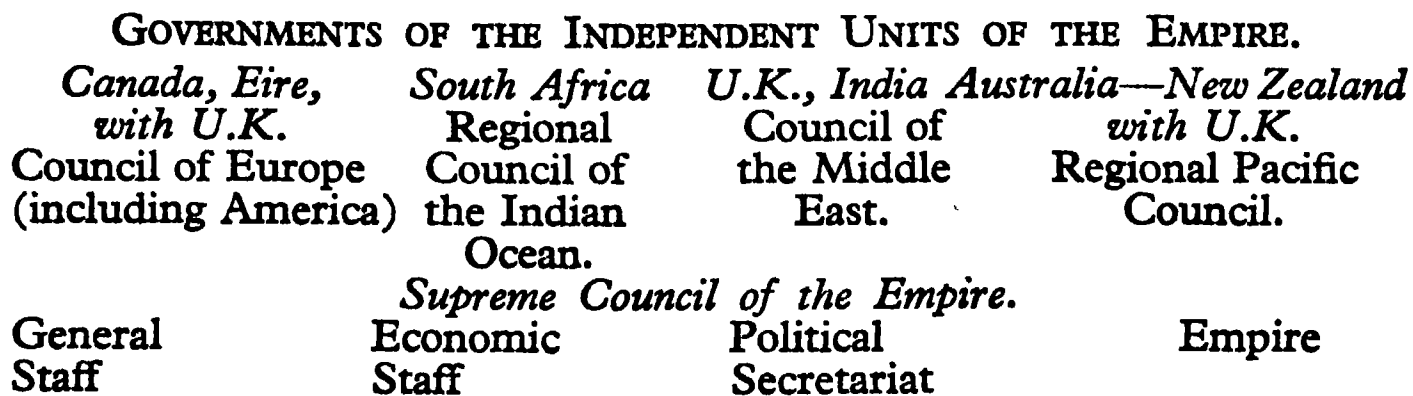 GOVERNMENTS OF THE INDEPENDENT UNITS OF THE EMPIRE.
Canada, Eire, South Africa U.K., India Australia—New Zealand
with U.K. Regional Council of with U.K.
Council of Europe Council of the Middle Regional Pacific
(including America) the Indian East. Council.
Ocean.
Supreme Council of the Empire.
General Economic Political Empire
Staff Staff Secretariat